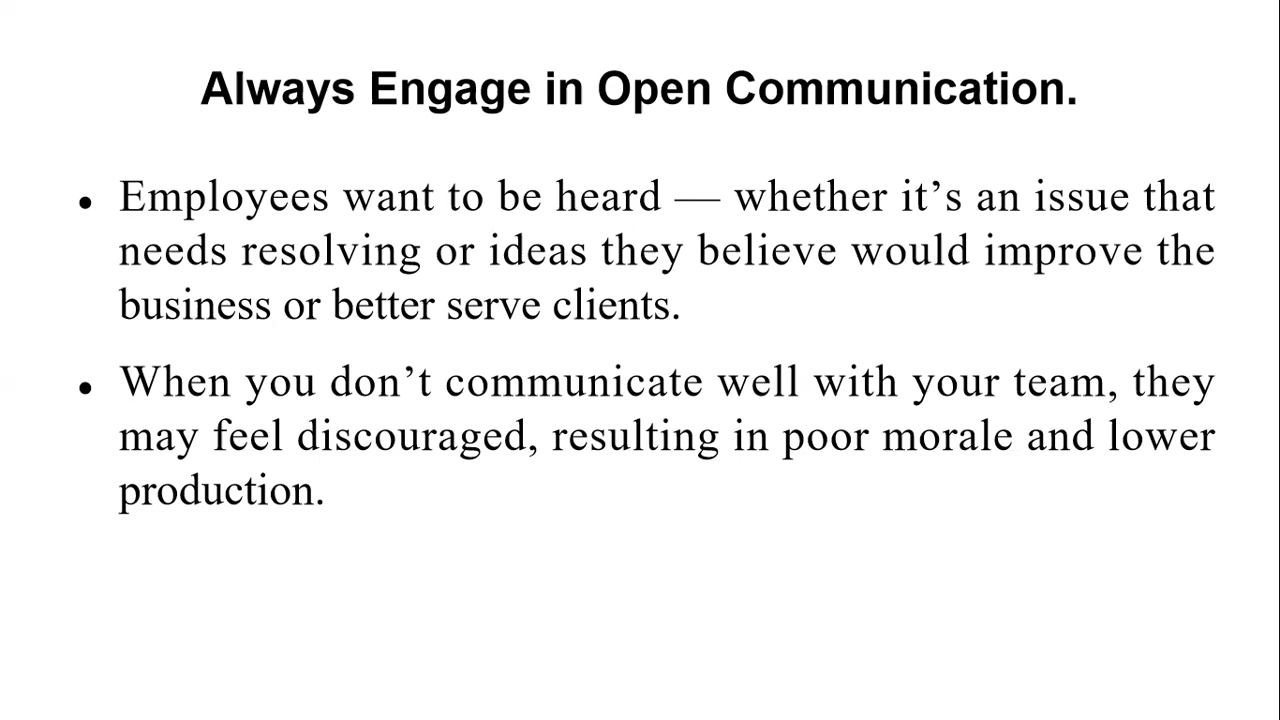 Always Engage in Open Communication.
• Employees want to be heard — whether it’s an issue that
needs resolving or ideas they believe would improve the
business or better serve clients.
• When you don’t communicate well with your team, they
may feel discouraged, resulting in poor morale and lower
production.